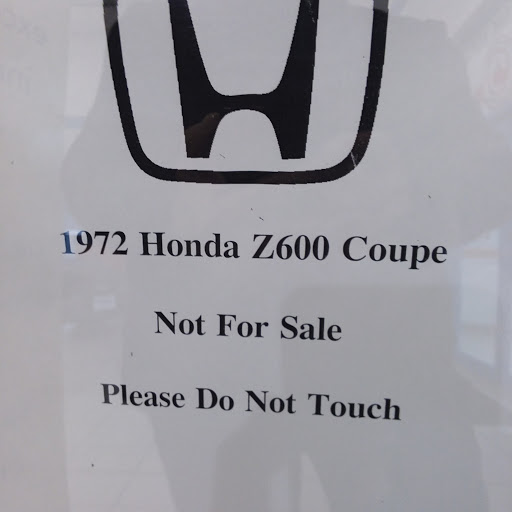 1972 Honda Z600 Coupe
Not For Sale
Please Do Not Touch